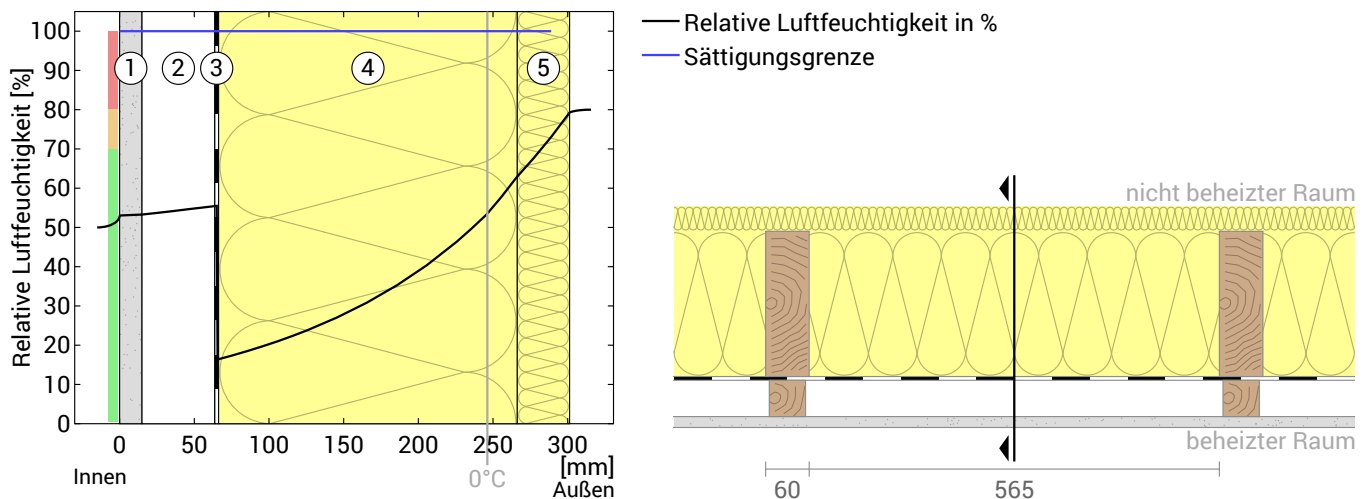 Relative Luftfeuchtigkeit [%]
100
90
80
70
60
50
40
30
20
10
0
1
2
3
4
5
0
50
100
150
200
250
300
[mm]
Innen
0°C
Außen
Relative Luftfeuchtigkeit in %
Sättigungsgrenze
nicht beheizter Raum
beheizter Raum
60
565